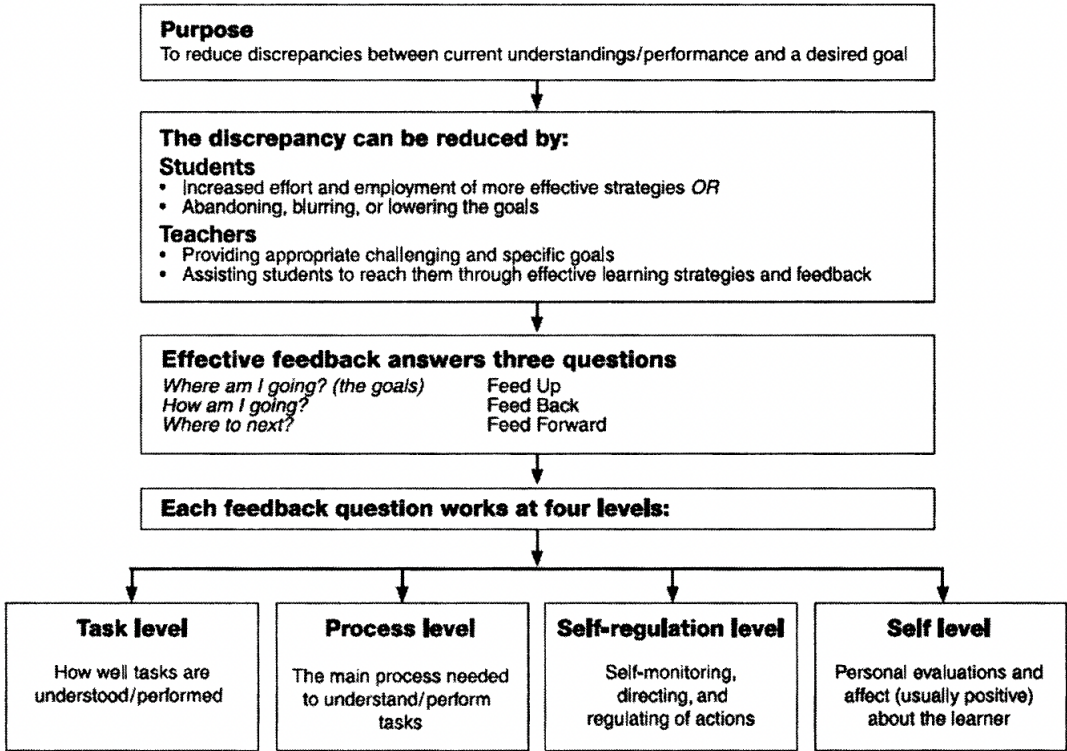 Purpose
To reduce discrepancies between current understandings/performance and a desired goal
The discrepancy can be reduced by:
Students
• Increased effort and employment of more effective strategies OR
• Abandoning, blurring, or lowering the goals
Teachers
• Providing appropriate challenging and specific goals
• Assisting students to reach them through effective learning strategies and feedback
Effective feedback answers three questions
Where am I going? (the goals) Feed Up
How am I going? Feed Back
Where to next? Feed Forward
Each feedback question works at four levels:
Task level
How well tasks are
understood/performed
Process level
The main process needed
to understand/perform
tasks
Self-regulation level
Self-monitoring,
directing, and
regulating of actions
Self level
Personal evaluations and
affect (usually positive)
about the learner